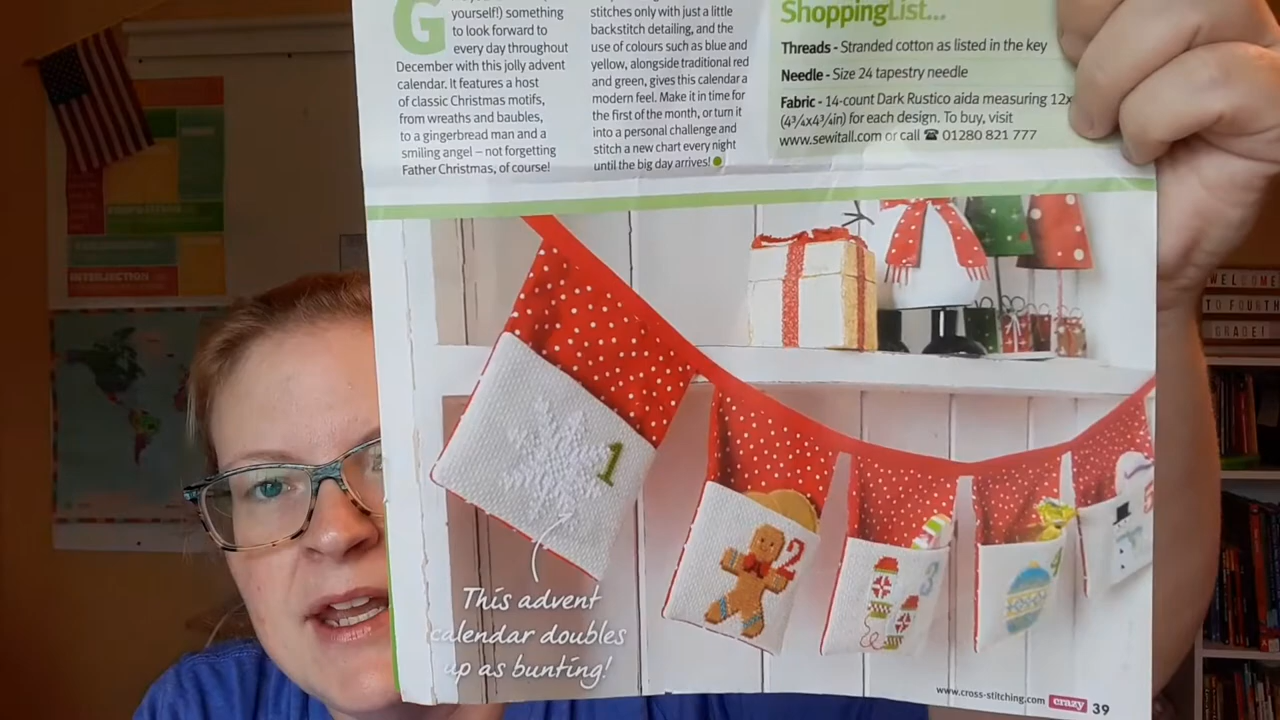 G
yourself!) something
to look forward to
every day throughout
December with this jolly advent
calendar. It features a host
of classic Christmas motifs,
from wreaths and baubles,
to a gingerbread man and a
smiling angel – not forgetting
Father Christmas, of course!
stitches only with just a little
backstitch detailing, and the
use of colours such as blue and
yellow, alongside traditional red
and green, gives this calendar a
modern feel. Make it in time for
the first of the month, or turn it
into a personal challenge and
stitch a new chart every night
until the big day arrives!
ShoppingList...
Threads - Stranded cotton as listed in the key
Needle - Size 24 tapestry needle
Fabric - 14-count Dark Rustico aida measuring 12x
(4¾x4¾in) for each design. To buy, visit
www.sewitall.com or call ☎ 01280 821 777
1
2
3
4
This advent
calendar doubles
up as bunting!
www.cross-stitching.com crazy 39
INTERJECTION
WELCOME
TO FOURTH
GRADE!